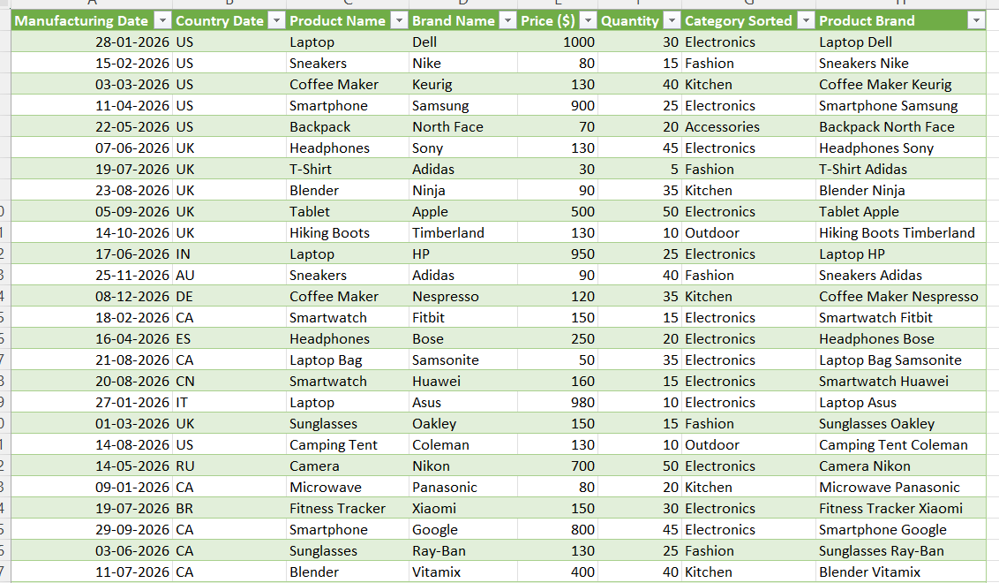 Manufacturing Date Country Date Product Name Brand Name Price ($) Quantity Category Sorted Product Brand
28-01-2026 US Laptop Dell 1000 30 Electronics Laptop Dell
15-02-2026 US Sneakers Nike 80 15 Fashion Sneakers Nike
03-03-2026 US Coffee Maker Keurig 130 40 Kitchen Coffee Maker Keurig
11-04-2026 US Smartphone Samsung 900 25 Electronics Smartphone Samsung
22-05-2026 US Backpack North Face 70 20 Accessories Backpack North Face
07-06-2026 UK Headphones Sony 130 45 Electronics Headphones Sony
19-07-2026 UK T-Shirt Adidas 30 5 Fashion T-Shirt Adidas
23-08-2026 UK Blender Ninja 90 35 Kitchen Blender Ninja
05-09-2026 UK Tablet Apple 500 50 Electronics Tablet Apple
14-10-2026 UK Hiking Boots Timberland 130 10 Outdoor Hiking Boots Timberland
17-06-2026 IN Laptop HP 950 25 Electronics Laptop HP
25-11-2026 AU Sneakers Adidas 90 40 Fashion Sneakers Adidas
08-12-2026 DE Coffee Maker Nespresso 120 35 Kitchen Coffee Maker Nespresso
18-02-2026 CA Smartwatch Fitbit 150 15 Electronics Smartwatch Fitbit
16-04-2026 ES Headphones Bose 250 20 Electronics Headphones Bose
21-08-2026 CA Laptop Bag Samsonite 50 35 Electronics Laptop Bag Samsonite
20-08-2026 CN Smartwatch Huawei 160 15 Electronics Smartwatch Huawei
27-01-2026 IT Laptop Asus 980 10 Electronics Laptop Asus
01-03-2026 UK Sunglasses Oakley 150 15 Fashion Sunglasses Oakley
14-08-2026 US Camping Tent Coleman 130 10 Outdoor Camping Tent Coleman
14-05-2026 RU Camera Nikon 700 50 Electronics Camera Nikon
09-01-2026 CA Microwave Panasonic 80 20 Kitchen Microwave Panasonic
19-07-2026 BR Fitness Tracker Xiaomi 150 30 Electronics Fitness Tracker Xiaomi
29-09-2026 CA Smartphone Google 800 45 Electronics Smartphone Google
03-06-2026 CA Sunglasses Ray-Ban 130 25 Fashion Sunglasses Ray-Ban
11-07-2026 CA Blender Vitamix 400 40 Kitchen Blender Vitamix